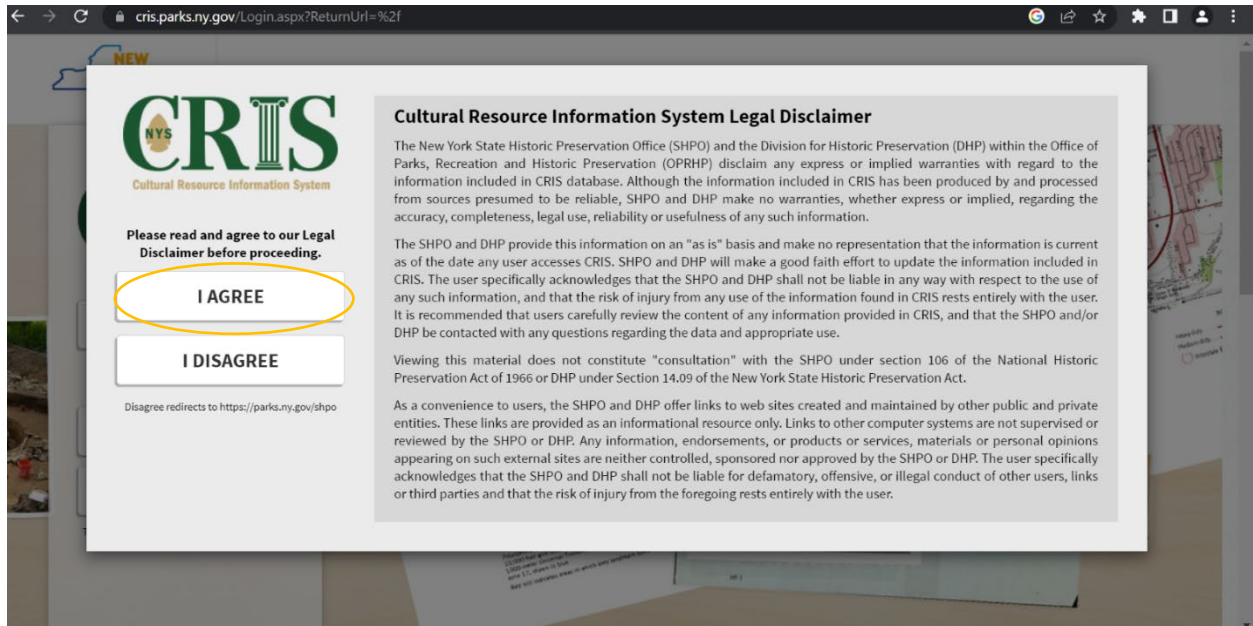 cris.parks.ny.gov/Login.aspx?ReturnUrl=%2f
NEW
CRIS
NYS
Cultural Resource Information System
Please read and agree to our Legal
Disclaimer before proceeding.
I AGREE
I DISAGREE
Disagree redirects to https://parks.ny.gov/shpo
Cultural Resource Information System Legal Disclaimer
The New York State Historic Preservation Office (SHPO) and the Division for Historic Preservation (DHP) within the Office of
Parks, Recreation and Historic Preservation (OPRHP) disclaim any express or implied warranties with regard to the
information included in CRIS database. Although the information included in CRIS has been produced by and processed
from sources presumed to be reliable, SHPO and DHP make no warranties, whether express or implied, regarding the
accuracy, completeness, legal use, reliability or usefulness of any such information.
The SHPO and DHP provide this information on an "as is" basis and make no representation that the information is current
as of the date any user accesses CRIS. SHPO and DHP will make a good faith effort to update the information included in
CRIS. The user specifically acknowledges that the SHPO and DHP shall not be liable in any way with respect to the use of
any such information, and that the risk of injury from any use of the information found in CRIS rests entirely with the user.
It is recommended that users carefully review the content of any information provided in CRIS, and that the SHPO and/or
DHP be contacted with any questions regarding the data and appropriate use.
Viewing this material does not constitute "consultation" with the SHPO under section 106 of the National Historic
Preservation Act of 1966 or DHP under Section 14.09 of the New York State Historic Preservation Act.
As a convenience to users, the SHPO and DHP offer links to web sites created and maintained by other public and private
entities. These links are provided as an informational resource only. Links to other computer systems are not supervised or
reviewed by the SHPO or DHP. Any information, endorsements, or products or services, materials or personal opinions
appearing on such external sites are neither controlled, sponsored nor approved by the SHPO or DHP. The user specifically
acknowledges that the SHPO and DHP shall not be liable for defamatory, offensive, or illegal conduct of other users, links
or third parties and that the risk of injury from the foregoing rests entirely with the user.